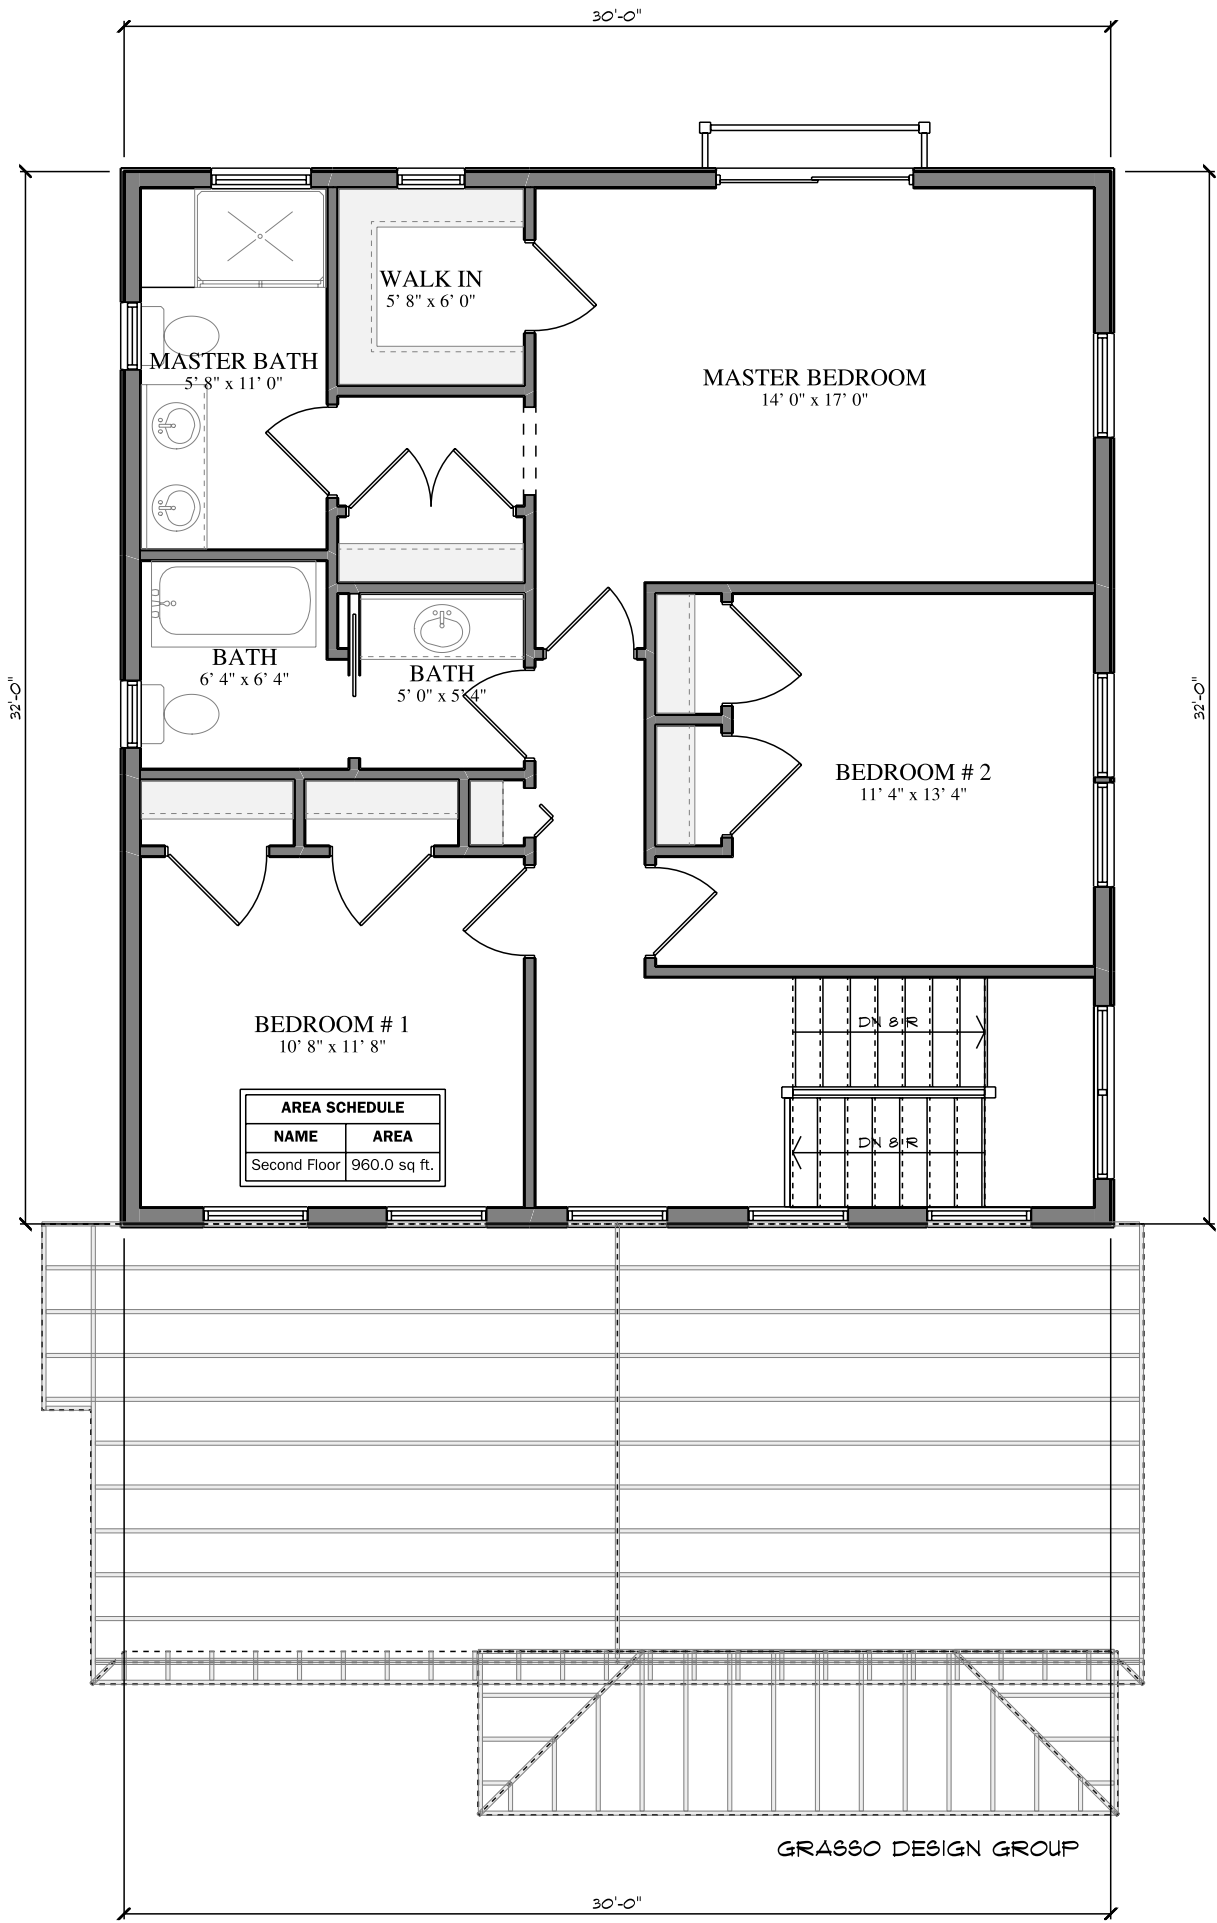 30'-0"
WALK IN
5' 8" x 6' 0"
MASTER BATH
5' 8" x 11' 0"
MASTER BEDROOM
14' 0" x 17' 0"
BATH
6' 4" x 6' 4"
BATH
5' 0" x 5' 4"
32'-0"
32'-0"
BEDROOM # 2
11' 4" x 13' 4"
BEDROOM # 1
10' 8" x 11' 8"
DN 8 R
AREA SCHEDULE
NAME AREA
Second Floor 960.0 sq ft.
DN 8 R
GRASSO DESIGN GROUP
30'-0"